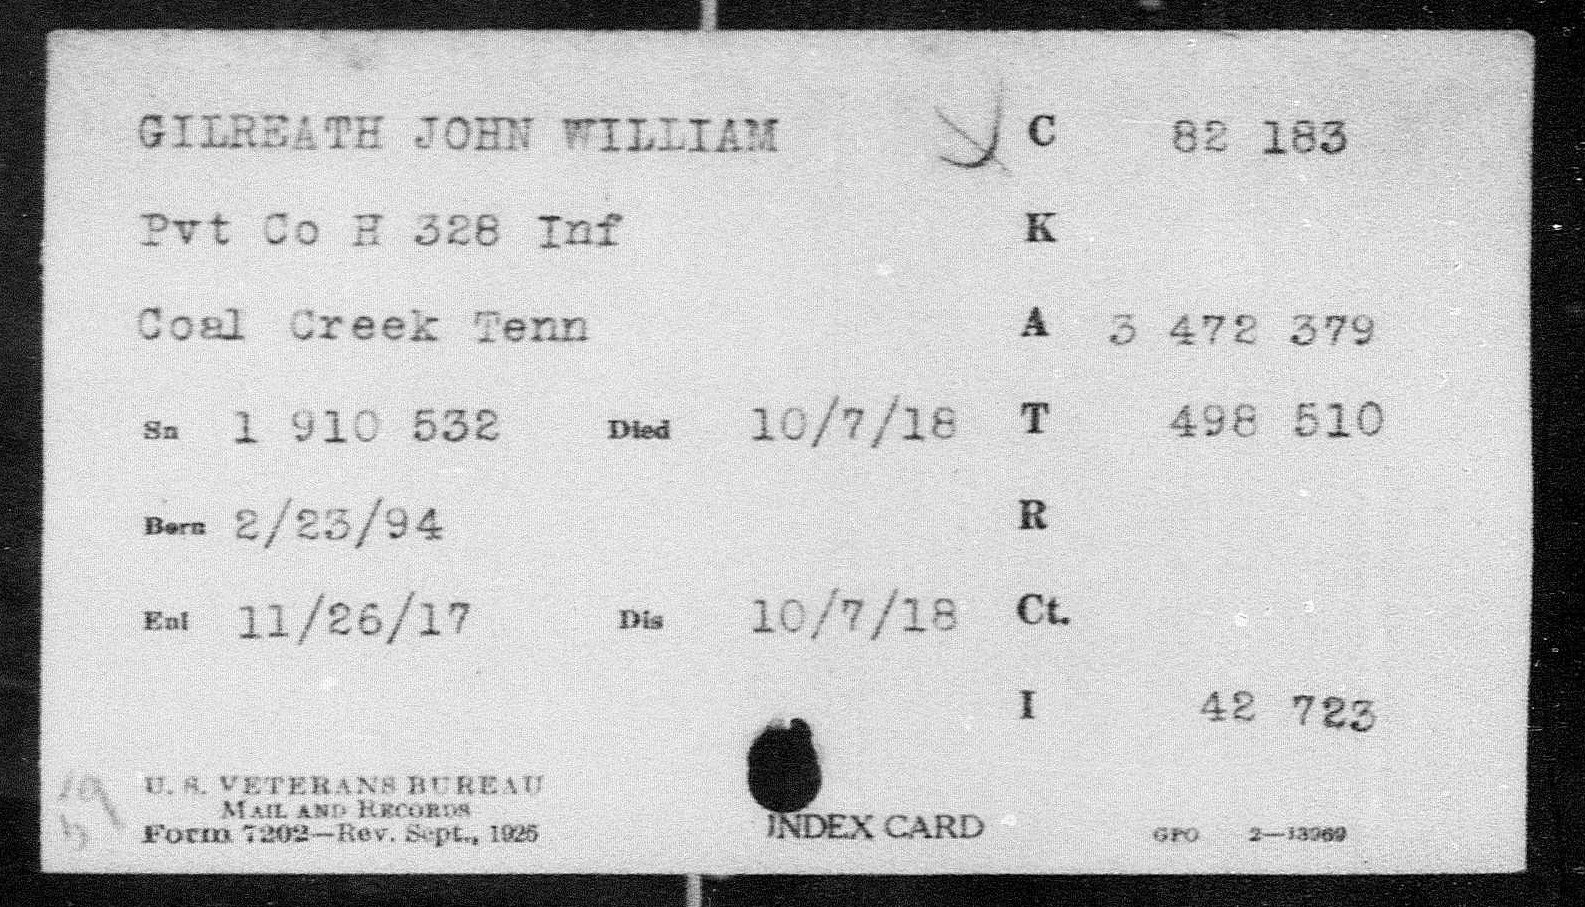 GILREATH JOHN WILLIAM C 82 183
Pvt Co H 328 Inf K
Coal Creek Tenn A 3 472 379
Sn 1 910 532 Died 10/7/18 T 498 510
Born 2/23/94 R
Enl 11/26/17 Dis 10/7/18 Ct.
I 42 723
U. S. VETERANS BUREAU
MAIL AND RECORDS
Form 7202—Rev. Sept., 1925
INDEX CARD
GPO 2—13969